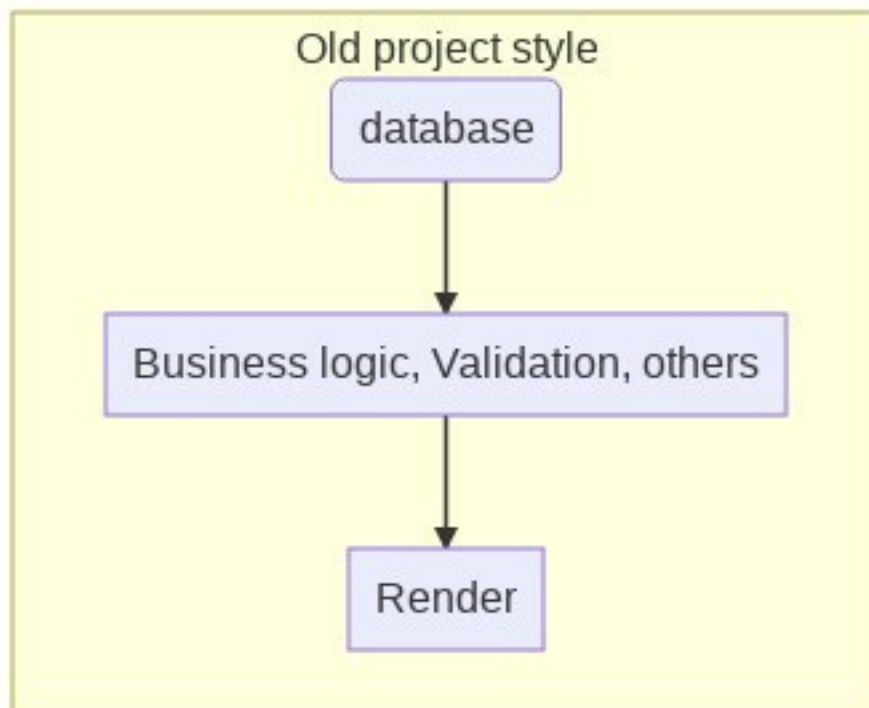 Old project style
database
Business logic, Validation, others
Render